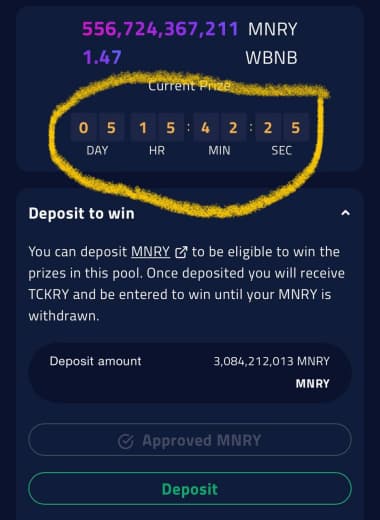 556,724,367,211 MNRY
1.47 WBNB
Current Prize
0 5 1 5 : 4 2 : 2 5
DAY HR MIN SEC
Deposit to win
You can deposit MNRY to be eligible to win the
prizes in this pool. Once deposited you will receive
TCKRY and be entered to win until your MNRY is
withdrawn.
Deposit amount 3,084,212,013 MNRY
MNRY
Approved MNRY
Deposit